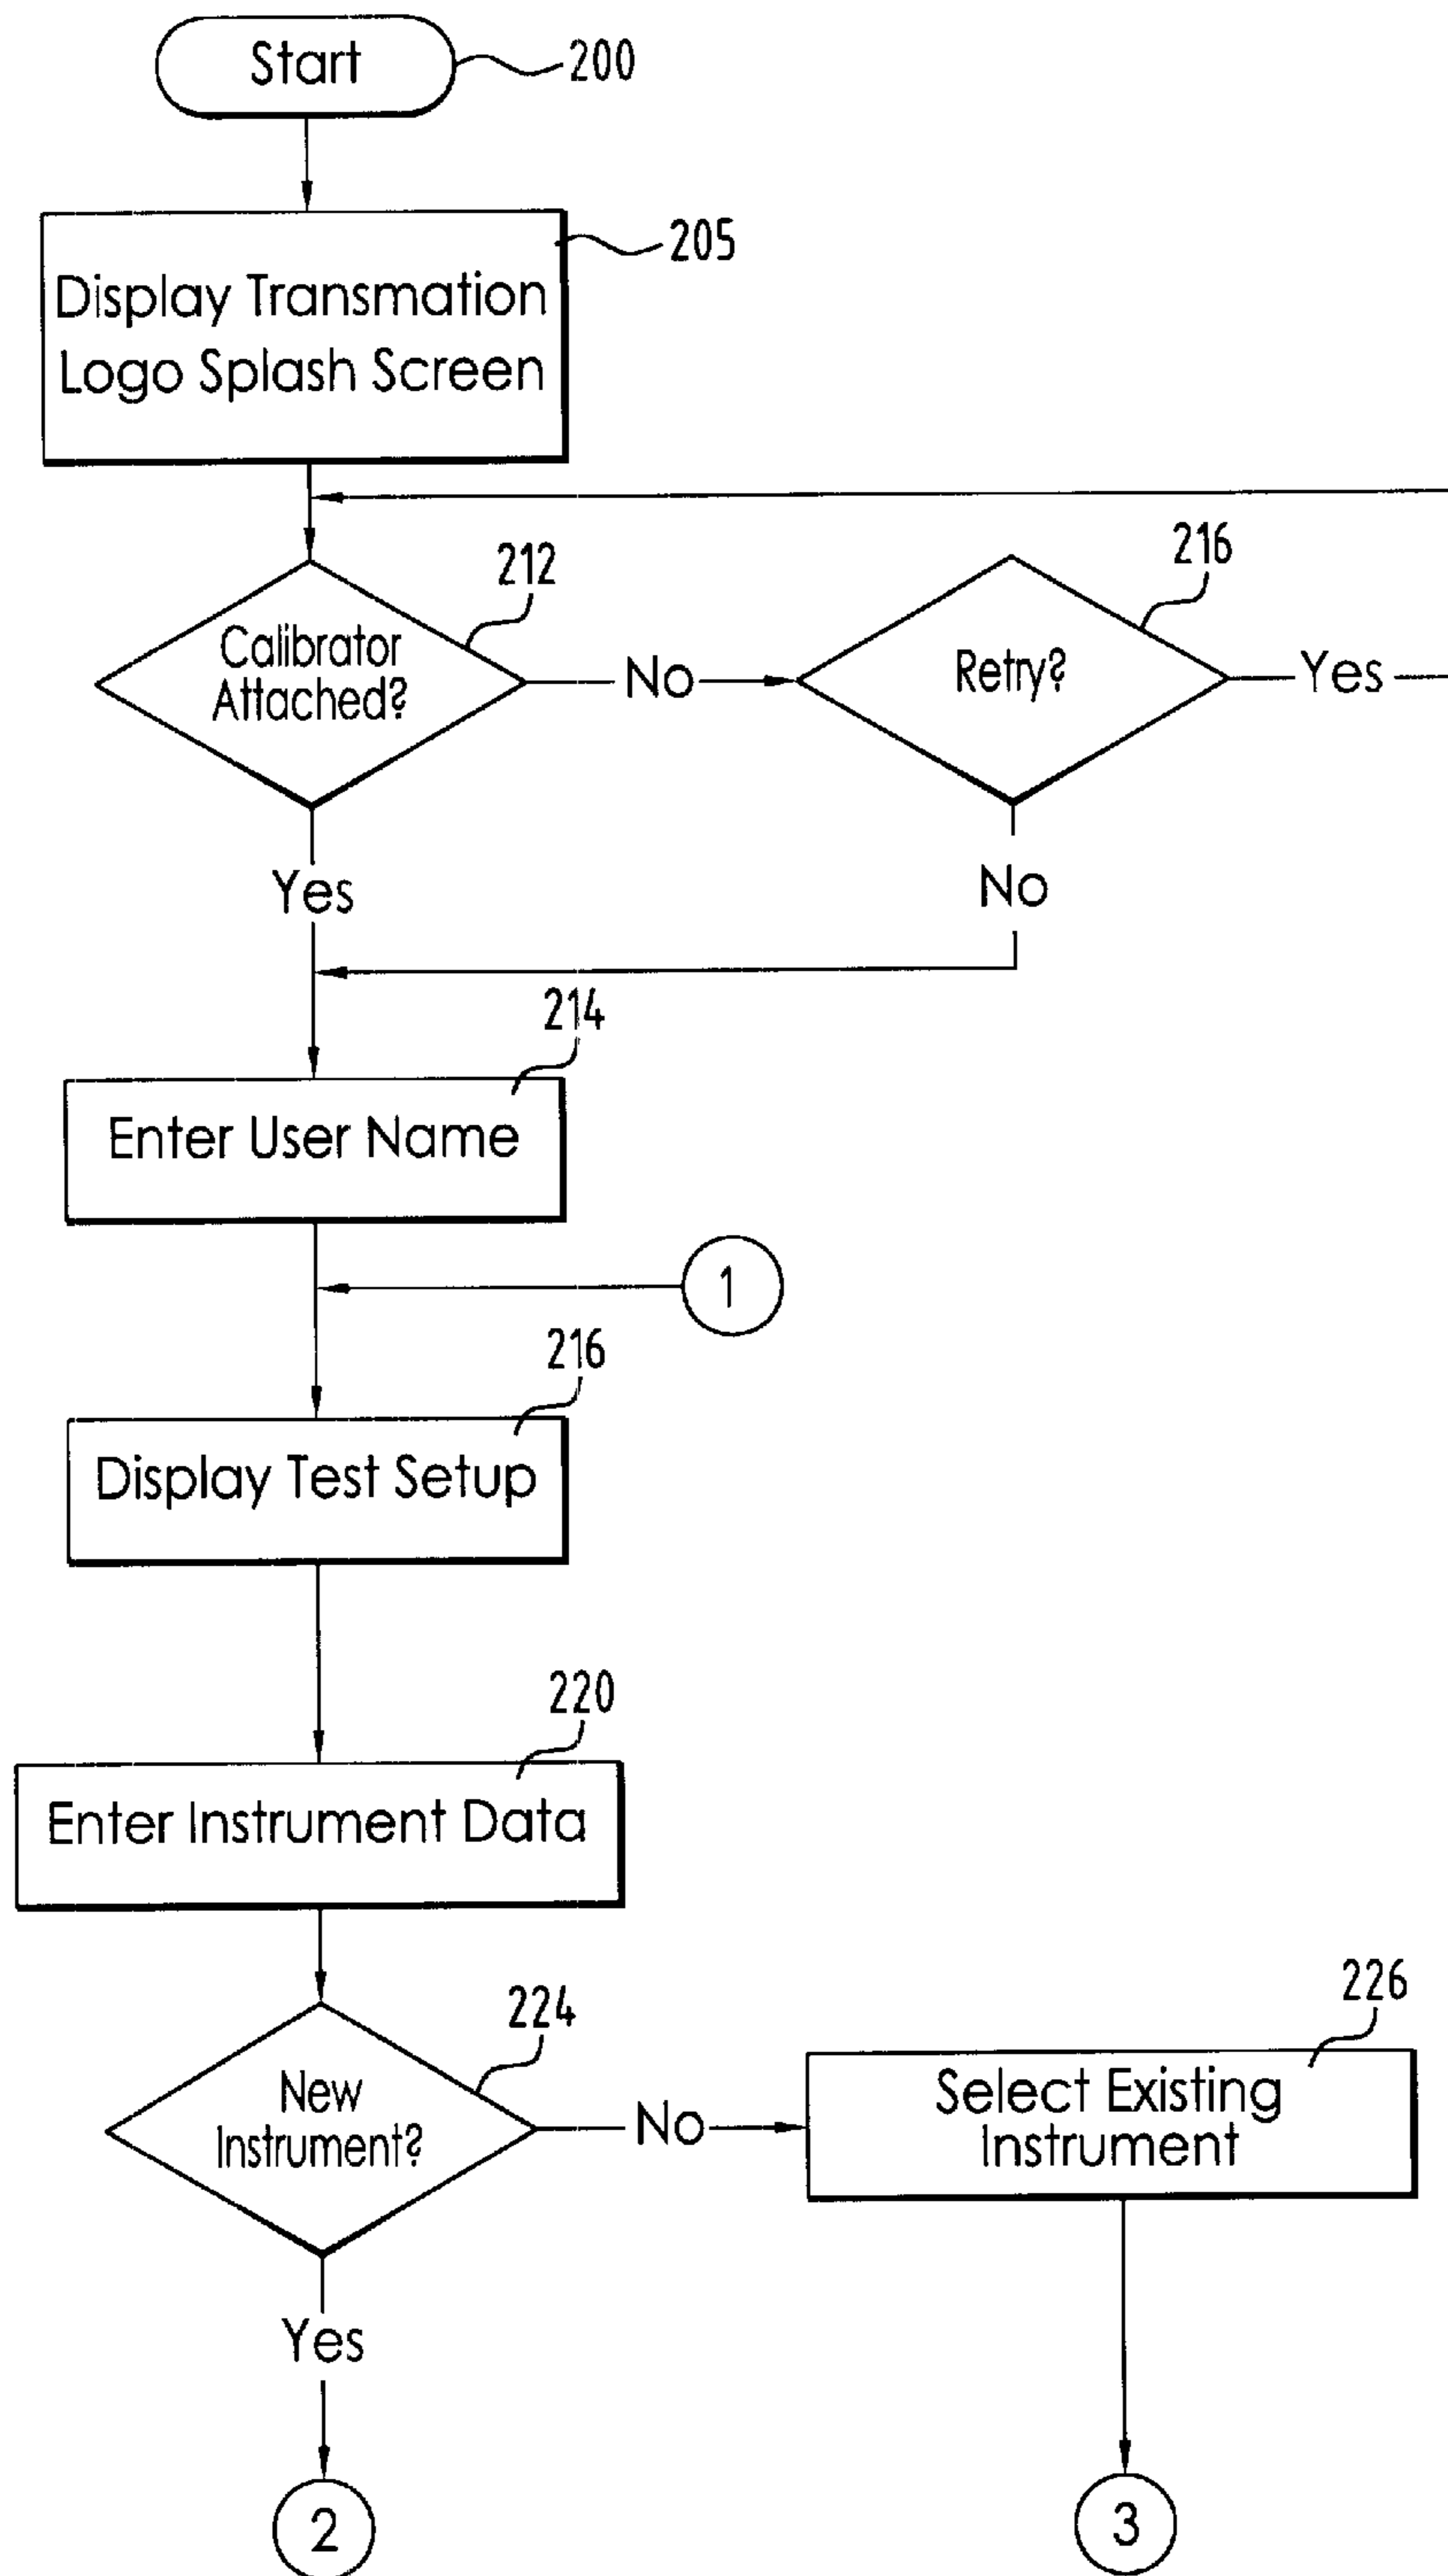 Start
200
205
Display Transmation
Logo Splash Screen
212
216
Calibrator
Attached?
No
Retry?
Yes
Yes
No
214
Enter User Name
1
216
Display Test Setup
220
Enter Instrument Data
224
226
New
Instrument?
No
Select Existing
Instrument
Yes
2
3